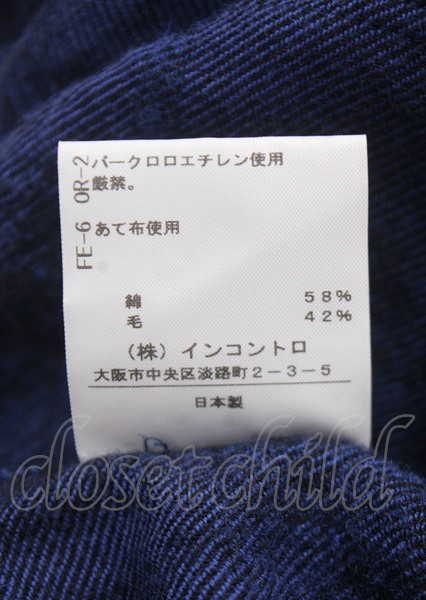 OR-2 パークロロエチレン使用
厳禁。
FE-6 あて布使用
綿 58%
毛 42%
(株)インコントロ
大阪市中央区淡路町2-3-5
日本製
closet child